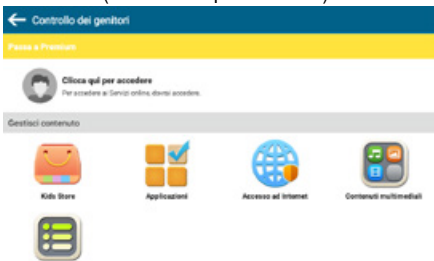 Controllo dei genitori
Passa a Premium
Clicca qui per accedere
Per accedere ai Servizi online, dovrai accedere.
Gestisci contenuto
Kids Store
Applicazioni
Accesso ad Internet
Contenuti multimediali